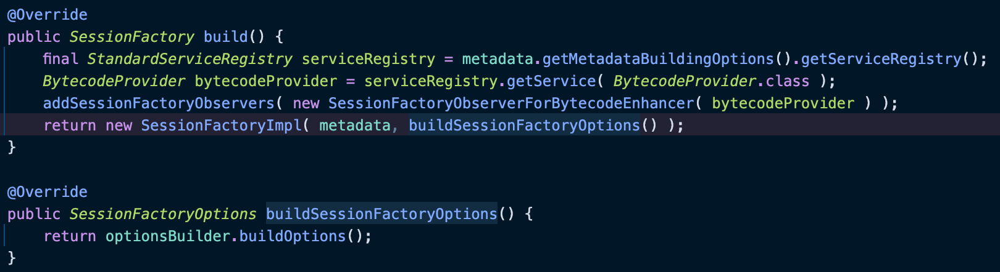 @Override
public SessionFactory build() {
    final StandardServiceRegistry serviceRegistry = metadata.getMetadataBuildingOptions().getServiceRegistry();
    BytecodeProvider bytecodeProvider = serviceRegistry.getService( BytecodeProvider.class );
    addSessionFactoryObservers( new SessionFactoryObserverForBytecodeEnhancer( bytecodeProvider ) );
    return new SessionFactoryImpl( metadata, buildSessionFactoryOptions() );
}

@Override
public SessionFactoryOptions buildSessionFactoryOptions() {
    return optionsBuilder.buildOptions();
}